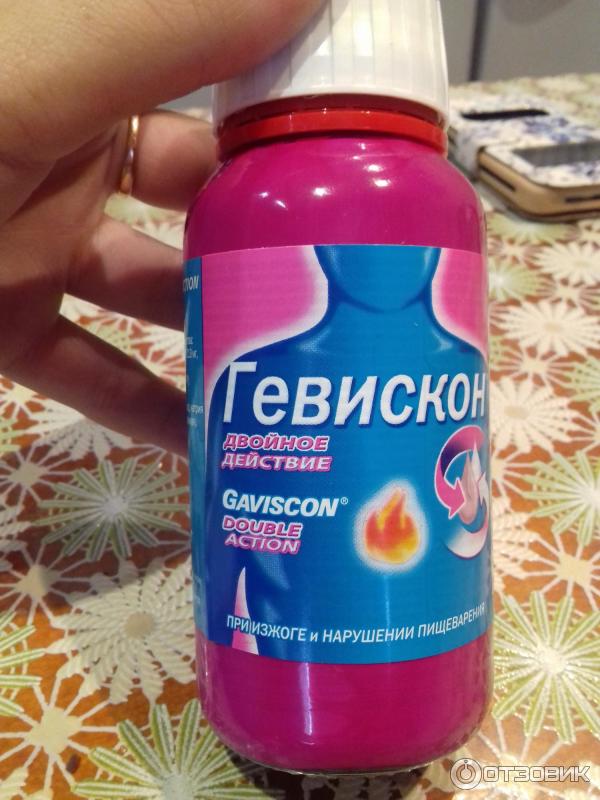 Гевискон
ДВОЙНОЕ
ДЕЙСТВИЕ
GAVISCON®
DOUBLE
ACTION
ПРИ ИЗЖОГЕ и НАРУШЕНИИ ПИЩЕВАРЕНИЯ
ОТЗОВИК